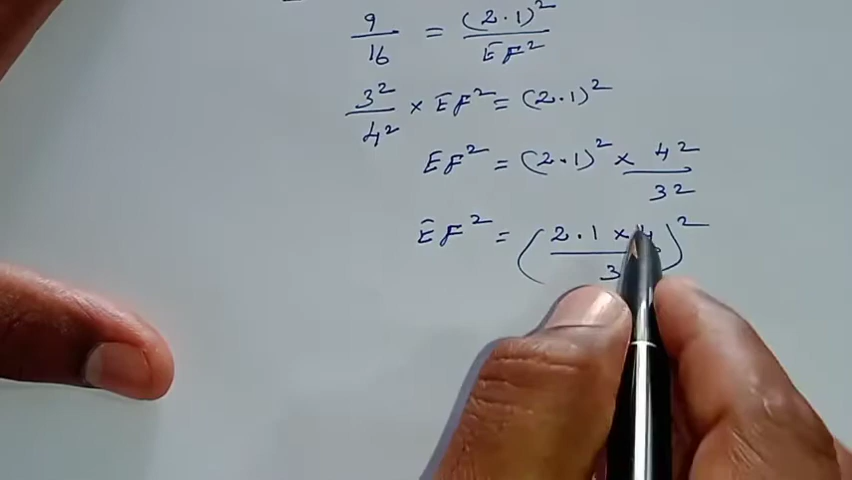 9/16 = (2.1)²/EF²
3²/4² × EF² = (2.1)²
EF² = (2.1)² × 4²/3²
EF² = (2.1 × 4/3)²